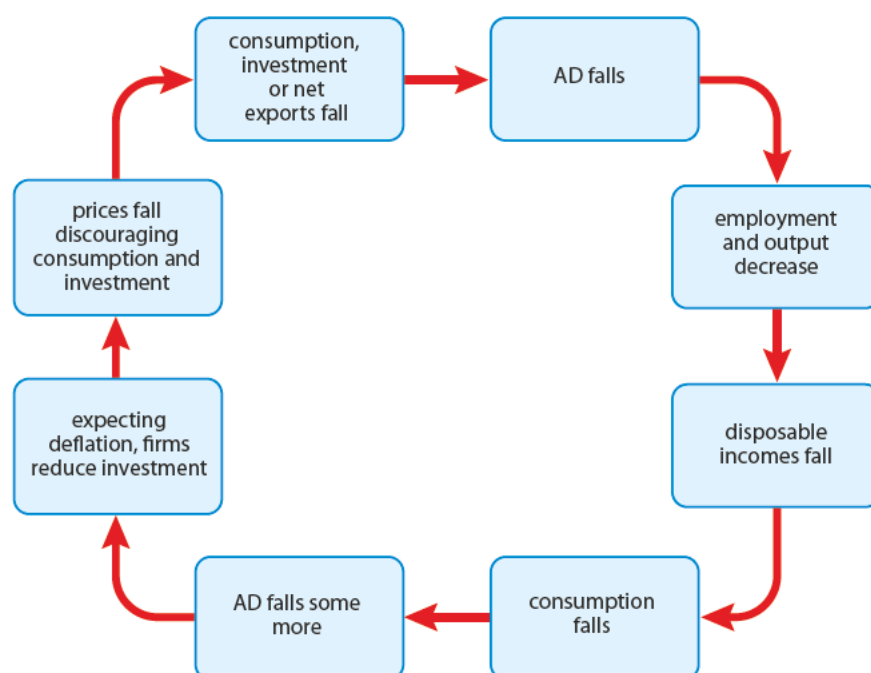 consumption,
investment
or net
exports fall
AD falls
employment
and output
decrease
disposable
incomes fall
consumption
falls
AD falls some
more
expecting
deflation, firms
reduce investment
prices fall
discouraging
consumption and
investment